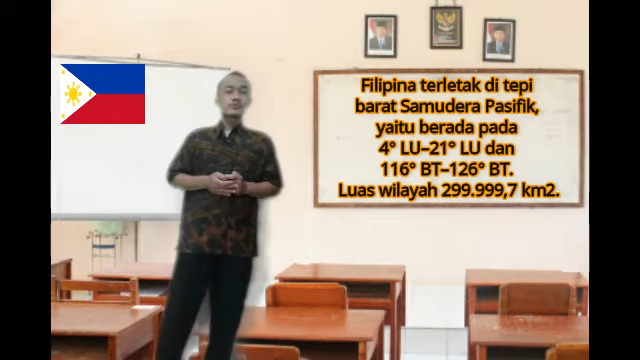 Filipina terletak di tepi
barat Samudera Pasifik,
yaitu berada pada
4° LU–21° LU dan
116° BT–126° BT.
Luas wilayah 299.999,7 km2.